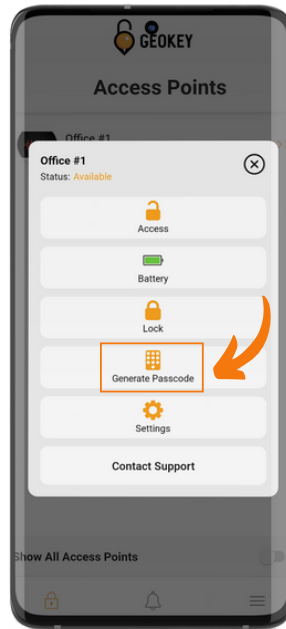 GEOKEY
Access Points
Office #1
Office #1
Status: Available
Access
Battery
Lock
Generate Passcode
Settings
Contact Support
Show All Access Points